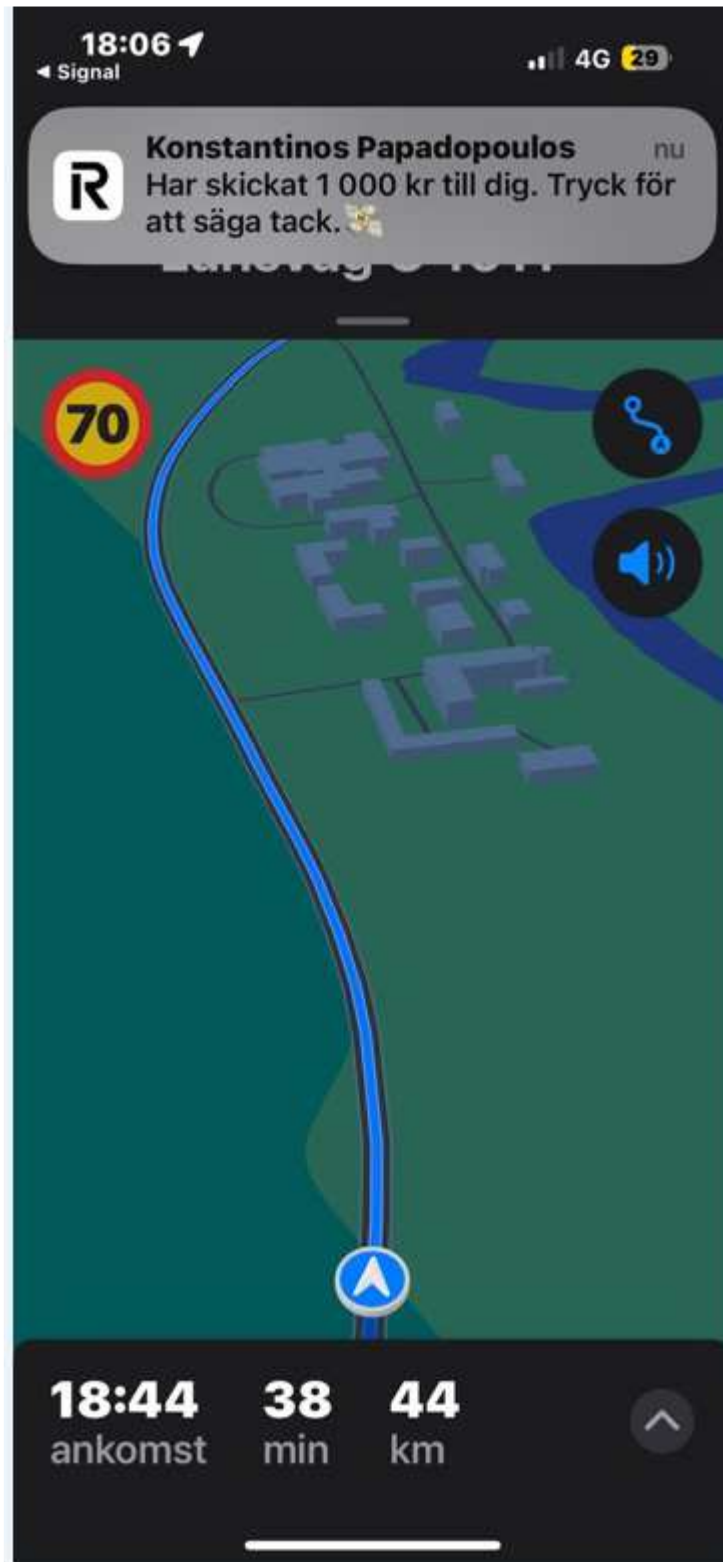 18:06
◀ Signal
4G 29
Konstantinos Papadopoulos nu
Har skickat 1 000 kr till dig. Tryck för
att säga tack.💸
R
70
18:44 38 44
ankomst min km